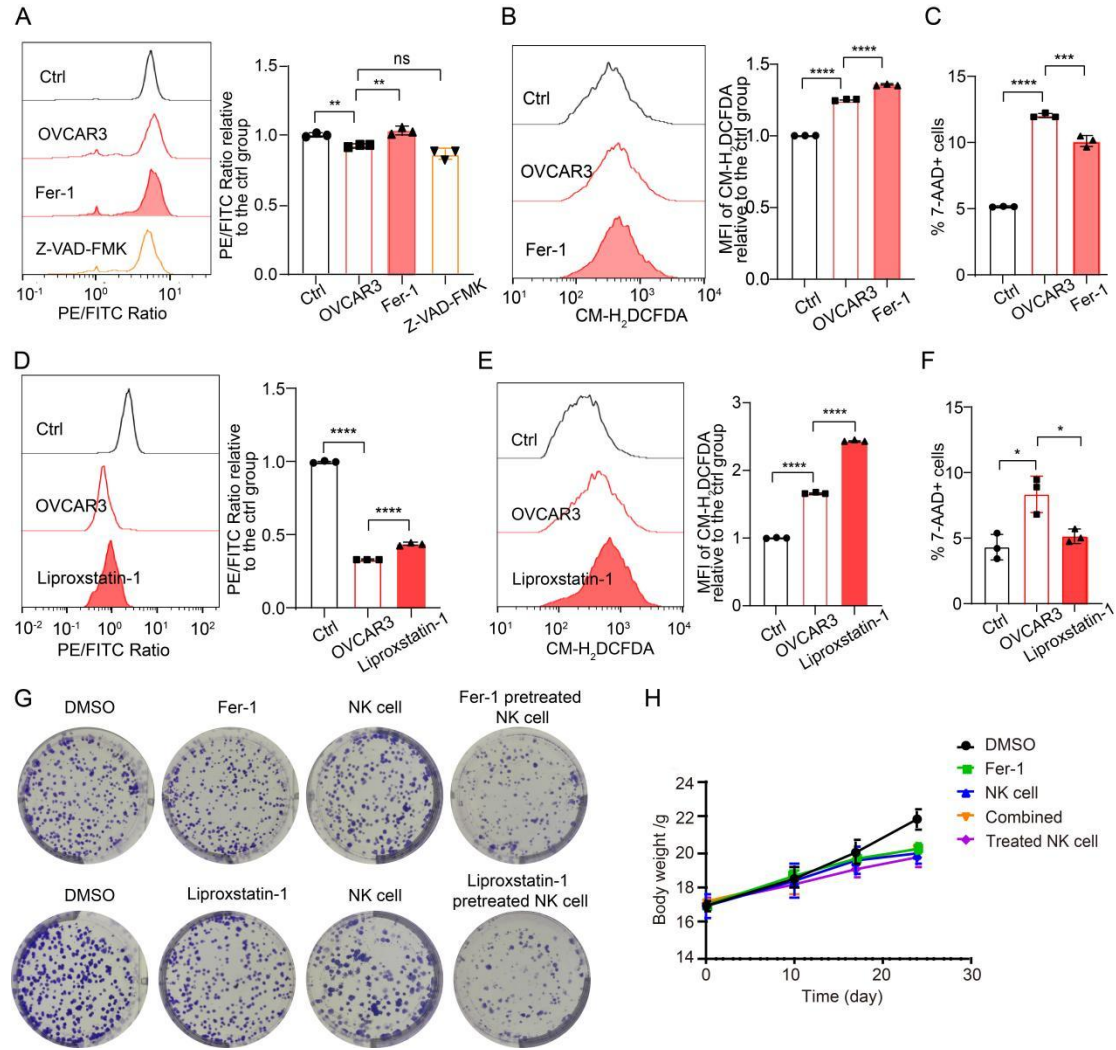 A
Ctrl
OVCAR3
Fer-1
Z-VAD-FMK
10-1 100 101
PE/FITC Ratio
PE/FITC Ratio relative
to the ctrl group
1.5
1.0
0.5
0.0
** ** ns
Ctrl
OVCAR3
Fer-1
Z-VAD-FMK
B
Ctrl
OVCAR3
Fer-1
101 102 103 104
CM-H2DCFDA
MFI of CM-H2DCFDA
relative to the ctrl group
1.5
1.0
0.5
0.0
**** ****
Ctrl
OVCAR3
Fer-1
C
% 7-AAD+ cells
15
10
5
0
**** ***
Ctrl
OVCAR3
Fer-1
D
Ctrl
OVCAR3
Liproxstatin-1
10-2 10-1 100 101 102
PE/FITC Ratio
PE/FITC Ratio relative
to the ctrl group
1.5
1.0
0.5
0.0
**** ****
Ctrl
OVCAR3
Liproxstatin-1
E
Ctrl
OVCAR3
Liproxstatin-1
101 102 103 104
CM-H2DCFDA
MFI of CM-H2DCFDA
relative to the ctrl group
3
2
1
0
**** ****
Ctrl
OVCAR3
Liproxstatin-1
F
% 7-AAD+ cells
15
10
5
0
* *
Ctrl
OVCAR3
Liproxstatin-1
G
DMSO Fer-1 NK cell Fer-1 pretreated
NK cell
DMSO Liproxstatin-1 NK cell Liproxstatin-1
pretreated NK cell
H
DMSO
Fer-1
NK cell
Combined
Treated NK cell
Body weight /g
24
22
20
18
16
14
0 10 20 30
Time (day)